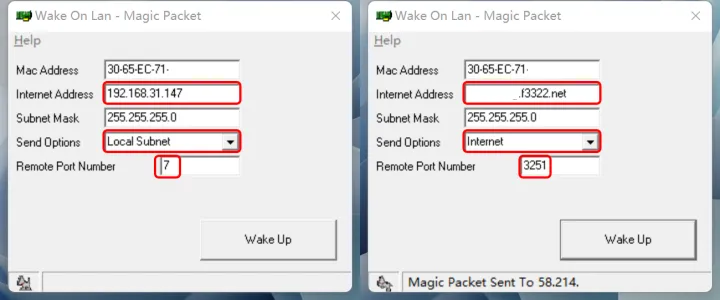 Wake On Lan - Magic Packet
Help
Mac Address 30-65-EC-71-
Internet Address 192.168.31.147
Subnet Mask 255.255.255.0
Send Options Local Subnet
Remote Port Number 7
Wake Up
Wake On Lan - Magic Packet
Help
Mac Address 30-65-EC-71-
Internet Address .f3322.net
Subnet Mask 255.255.255.0
Send Options Internet
Remote Port Number 3251
Wake Up
Magic Packet Sent To 58.214.